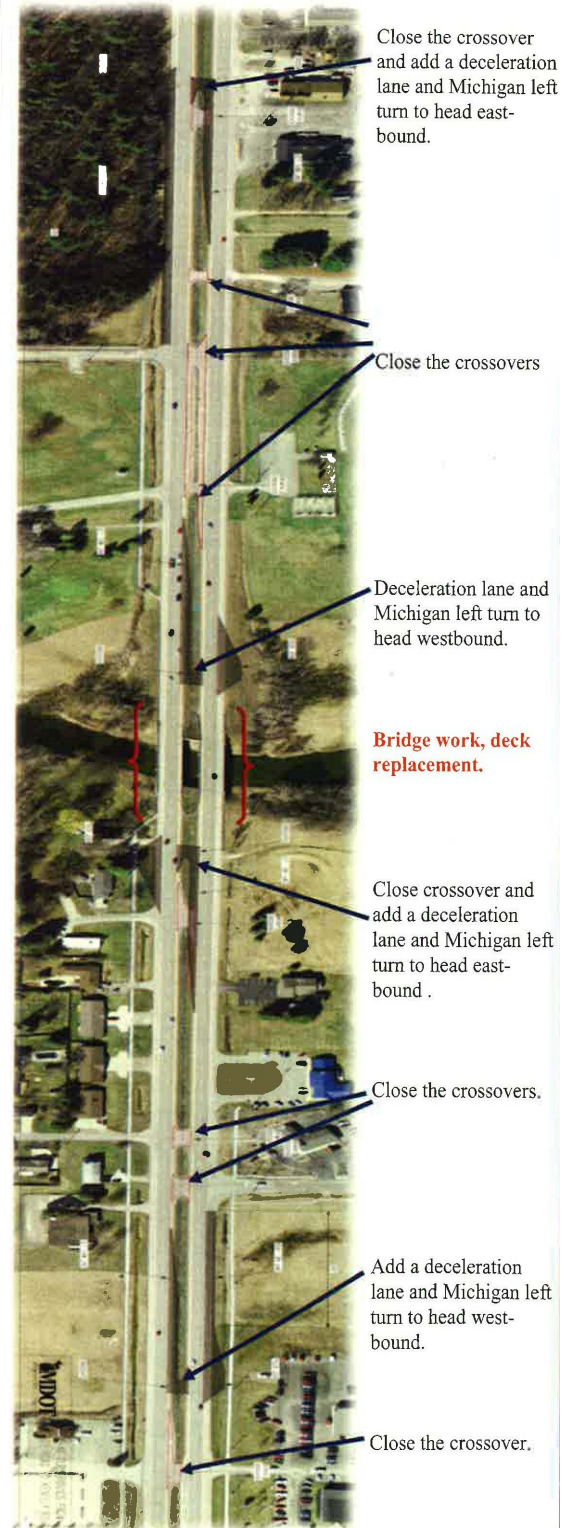 Close the crossover
and add a deceleration
lane and Michigan left
turn to head east-
bound.
Close the crossovers
Deceleration lane and
Michigan left turn to
head westbound.
Bridge work, deck
replacement.
Close crossover and
add a deceleration
lane and Michigan left
turn to head east-
bound .
Close the crossovers.
Add a deceleration
lane and Michigan left
turn to head west-
bound.
MDOT
Close the crossover.